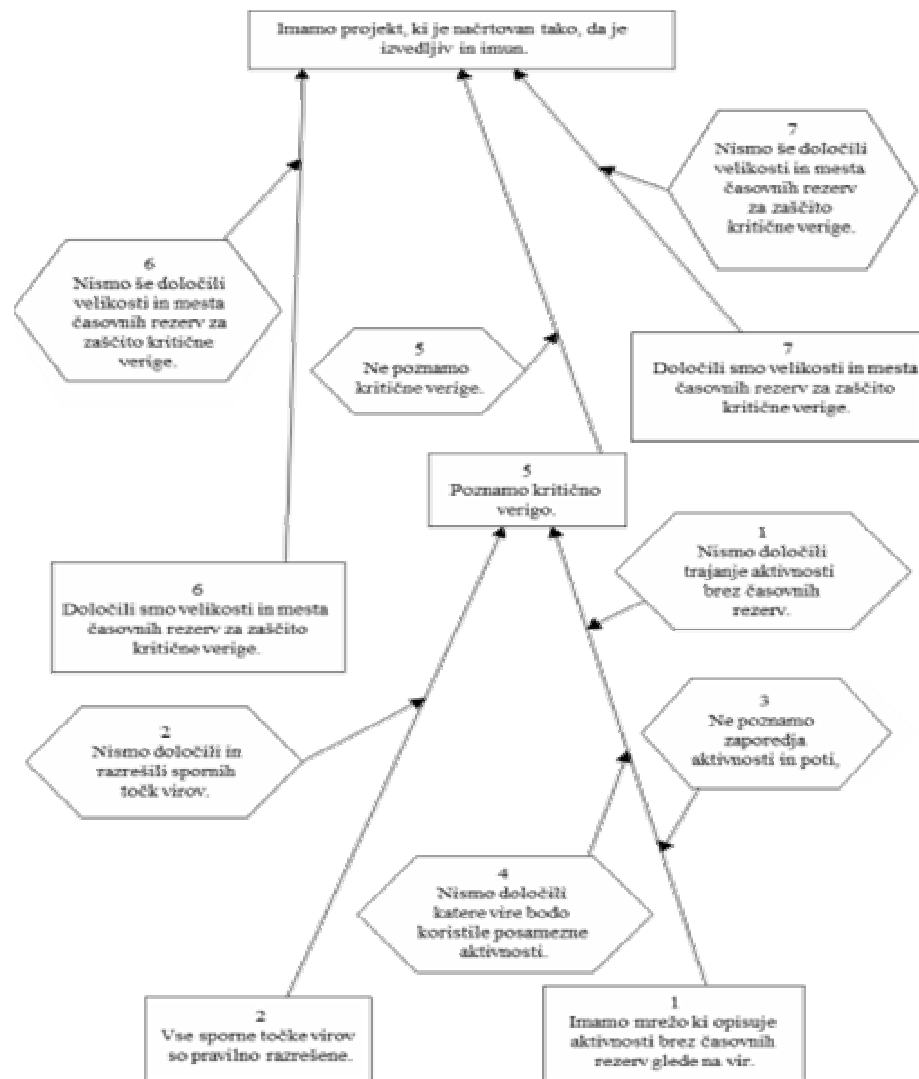 Imamo projekt, ki je načrtovan tako, da je
izvedljiv in imun.
7
Nismo še določili
velikosti in mesta
časovnih rezerv
za zaščito
kritične verige.
6
Nismo še določili
velikosti in mesta
časovnih rezerv za
zaščito kritične
verige.
5
Ne poznamo
kritične verige.
7
Določili smo velikosti in mesta
časovnih rezerv za zaščito
kritične verige.
5
Poznamo kritično
verigo.
1
Nismo določili
trajanje aktivnosti
brez časovnih
rezerv.
6
Določili smo velikosti in mesta
časovnih rezerv za zaščito
kritične verige.
3
Ne poznamo
zaporedja
aktivnosti in poti,
2
Nismo določili in
razrešili spornih
točk virov.
4
Nismo določili
katere vire bodo
koristile posamezne
aktivnosti.
2
Vse sporne točke virov
so pravilno razrešene.
1
Imamo mrežo ki opisuje
aktivnosti brez časovnih
rezerv glede na vir.